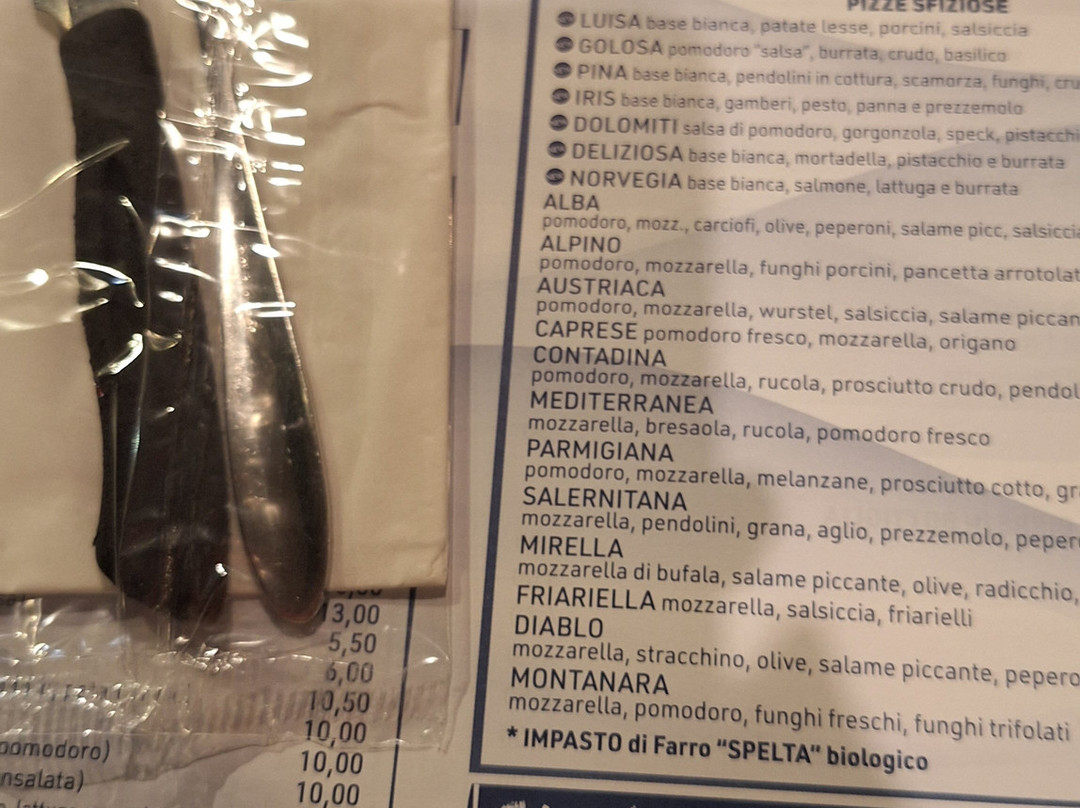 PIZZE SFIZIOSE
LUISA base bianca, patate lesse, porcini, salsiccia
GOLOSA pomodoro "salsa", burrata, crudo, basilico
PINA base bianca, pendolini in cottura, scamorza, funghi, cru
IRIS base bianca, gamberi, pesto, panna e prezzemolo
DOLOMITI salsa di pomodoro, gorgonzola, speck, pistacchi
DELIZIOSA base bianca, mortadella, pistacchio e burrata
NORVEGIA base bianca, salmone, lattuga e burrata
ALBA
pomodoro, mozz., carciofi, olive, peperoni, salame picc, salsiccia
ALPINO
pomodoro, mozzarella, funghi porcini, pancetta arrotolat
AUSTRIACA
pomodoro, mozzarella, wurstel, salsiccia, salame piccan
CAPRESE pomodoro fresco, mozzarella, origano
CONTADINA
pomodoro, mozzarella, rucola, prosciutto crudo, pendol
MEDITERRANEA
mozzarella, bresaola, rucola, pomodoro fresco
PARMIGIANA
pomodoro, mozzarella, melanzane, prosciutto cotto, gr
SALERNITANA
mozzarella, pendolini, grana, aglio, prezzemolo, peper
MIRELLA
mozzarella di bufala, salame piccante, olive, radicchio,
FRIARIELLA mozzarella, salsiccia, friarielli
DIABLO
mozzarella, stracchino, olive, salame piccante, pepero
MONTANARA
mozzarella, pomodoro, funghi freschi, funghi trifolati
* IMPASTO di Farro "SPELTA" biologico
13,00
5,50
6,00
10,50
10,00
pomodoro)
10,00
nsalata)
10,00